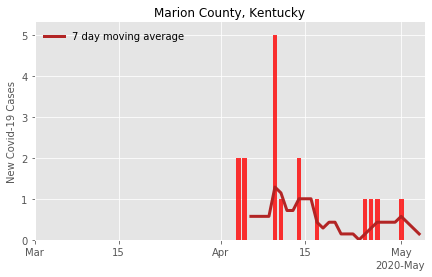 Marion County, Kentucky
7 day moving average
New Covid-19 Cases
5
4
3
2
1
0
Mar
15
Apr
15
May
2020-May